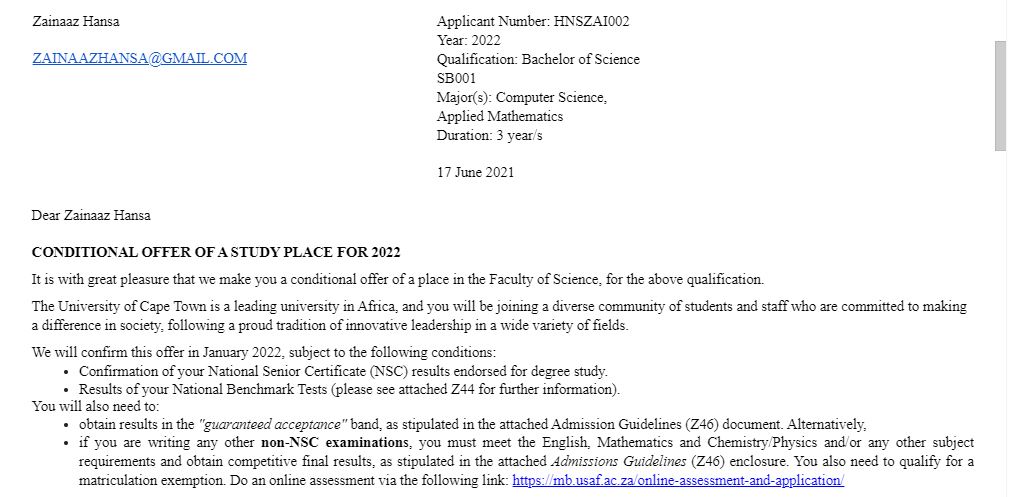 Zainaaz Hansa
ZAINAAZHANSA@GMAIL.COM
Applicant Number: HNSZAI002
Year: 2022
Qualification: Bachelor of Science
SB001
Major(s): Computer Science,
Applied Mathematics
Duration: 3 year/s
17 June 2021
Dear Zainaaz Hansa
CONDITIONAL OFFER OF A STUDY PLACE FOR 2022
It is with great pleasure that we make you a conditional offer of a place in the Faculty of Science, for the above qualification.
The University of Cape Town is a leading university in Africa, and you will be joining a diverse community of students and staff who are committed to making
a difference in society, following a proud tradition of innovative leadership in a wide variety of fields.
We will confirm this offer in January 2022, subject to the following conditions:
• Confirmation of your National Senior Certificate (NSC) results endorsed for degree study.
• Results of your National Benchmark Tests (please see attached Z44 for further information).
You will also need to:
• obtain results in the "guaranteed acceptance" band, as stipulated in the attached Admission Guidelines (Z46) document. Alternatively,
• if you are writing any other non-NSC examinations, you must meet the English, Mathematics and Chemistry/Physics and/or any other subject
requirements and obtain competitive final results, as stipulated in the attached Admissions Guidelines (Z46) enclosure. You also need to qualify for a
matriculation exemption. Do an online assessment via the following link: https://mb.usaf.ac.za/online-assessment-and-application/